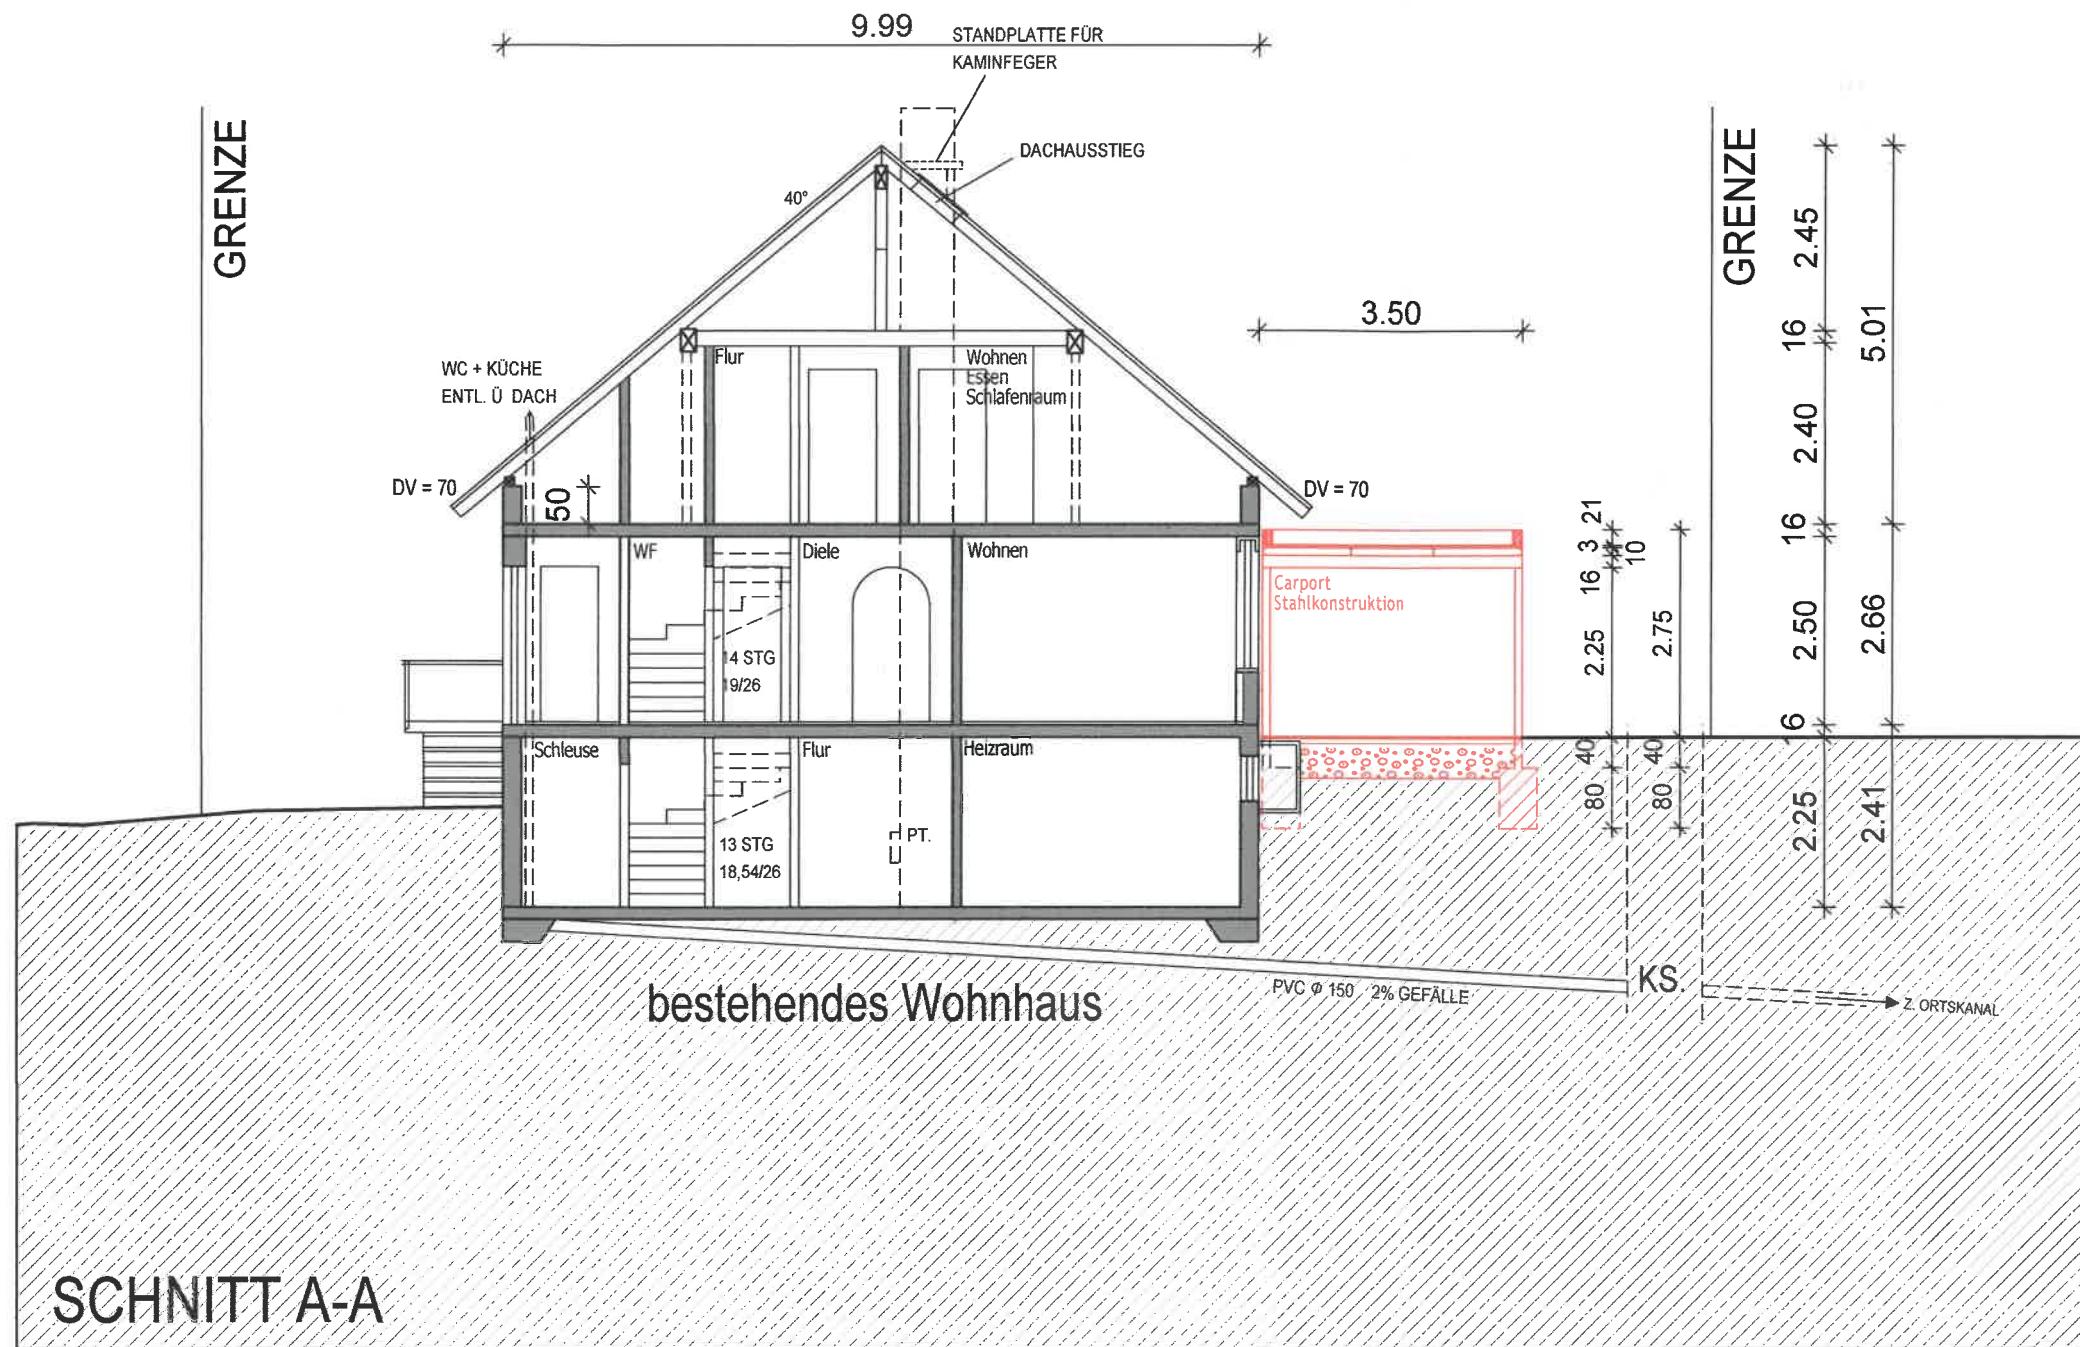 9.99
STANDPLATTE FÜR
KAMINFEGER
GRENZE
DACHAUSSTIEG
GRENZE
40°
2.45
3.50
16
5.01
Flur
Wohnen
Essen
Schlafenraum
WC + KÜCHE
ENTL. Ü DACH
2.40
DV = 70
50
DV = 70
21
16
3
10
WF
Diele
Wohnen
16
Carport
Stahlkonstruktion
2.25
2.75
2.50
2.66
14 STG
19/26
6
Schleuse
Flur
Heizraum
40
40
80
80
2.25
2.41
PT.
13 STG
18,54/26
bestehendes Wohnhaus
PVC Φ 150 2% GEFÄLLE
KS.
Z. ORTSKANAL
SCHNITT A-A